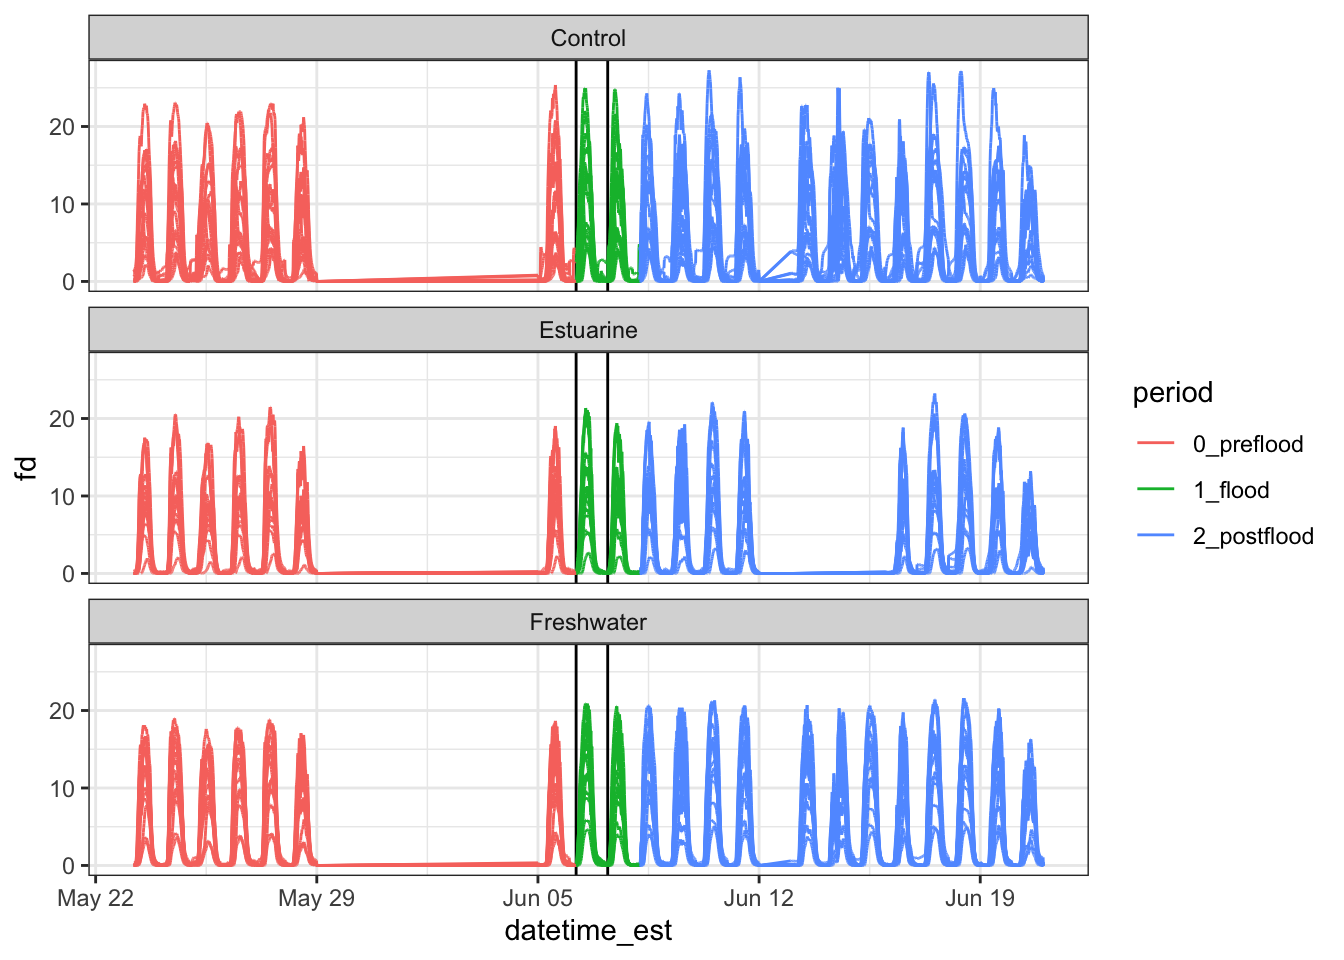 Control
20
10
0
Estuarine
20
10
0
Freshwater
20
10
0
May 22 May 29 Jun 05 Jun 12 Jun 19
datetime_est
fd
period
0_preflood
1_flood
2_postflood